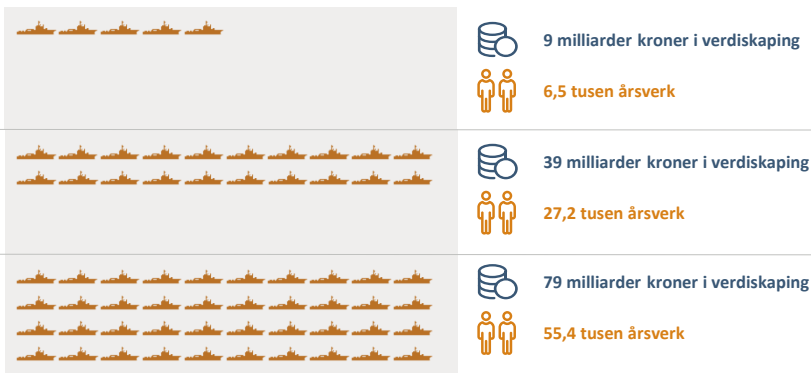 9 milliarder kroner i verdiskaping
6,5 tusen årsverk
39 milliarder kroner i verdiskaping
27,2 tusen årsverk
79 milliarder kroner i verdiskaping
55,4 tusen årsverk